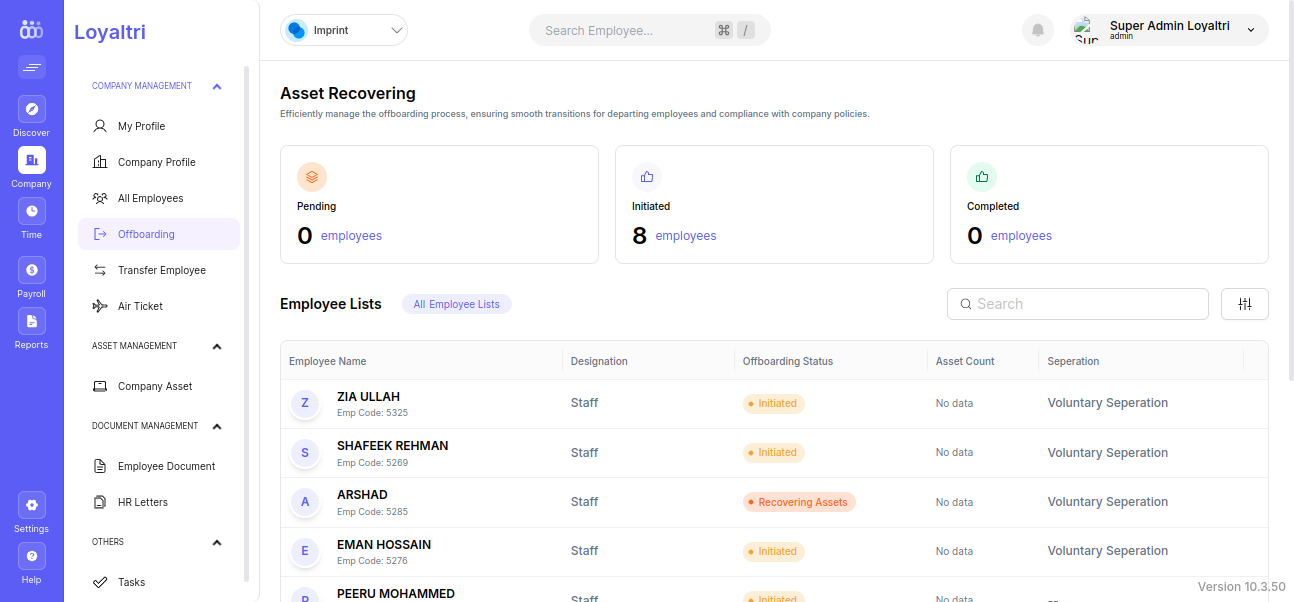 Loyaltri
Discover
Company
Time
Payroll
Reports
Settings
Help
COMPANY MANAGEMENT
My Profile
Company Profile
All Employees
Offboarding
Transfer Employee
Air Ticket
ASSET MANAGEMENT
Company Asset
DOCUMENT MANAGEMENT
Employee Document
HR Letters
OTHERS
Tasks
Imprint
Search Employee... ⌘ /
Super Admin Loyaltri
admin
Asset Recovering
Efficiently manage the offboarding process, ensuring smooth transitions for departing employees and compliance with company policies.
Pending
0 employees
Initiated
8 employees
Completed
0 employees
Employee Lists All Employee Lists Search
Employee Name Designation Offboarding Status Asset Count Seperation
Z ZIA ULLAH Staff Initiated No data Voluntary Seperation
Emp Code: 5325
S SHAFEEK REHMAN Staff Initiated No data Voluntary Seperation
Emp Code: 5269
A ARSHAD Staff Recovering Assets No data Voluntary Seperation
Emp Code: 5285
E EMAN HOSSAIN Staff Initiated No data Voluntary Seperation
Emp Code: 5276
P PEERU MOHAMMED Staff Initiated No data --
Version 10.3.50